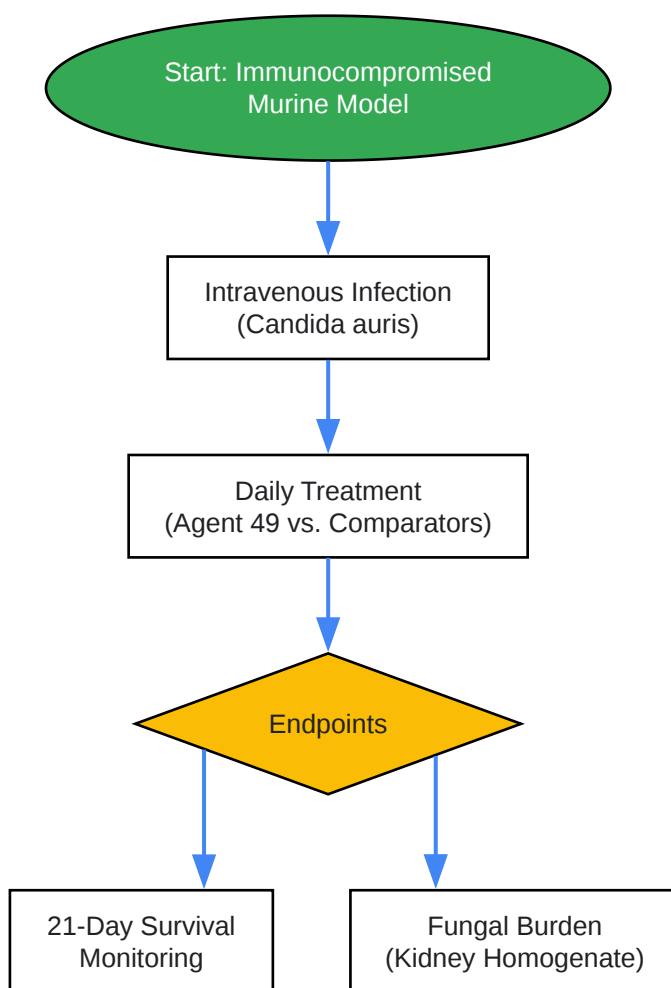 Start: Immunocompromised
Murine Model
Intravenous Infection
(Candida auris)
Daily Treatment
(Agent 49 vs. Comparators)
Endpoints
21-Day Survival
Monitoring
Fungal Burden
(Kidney Homogenate)